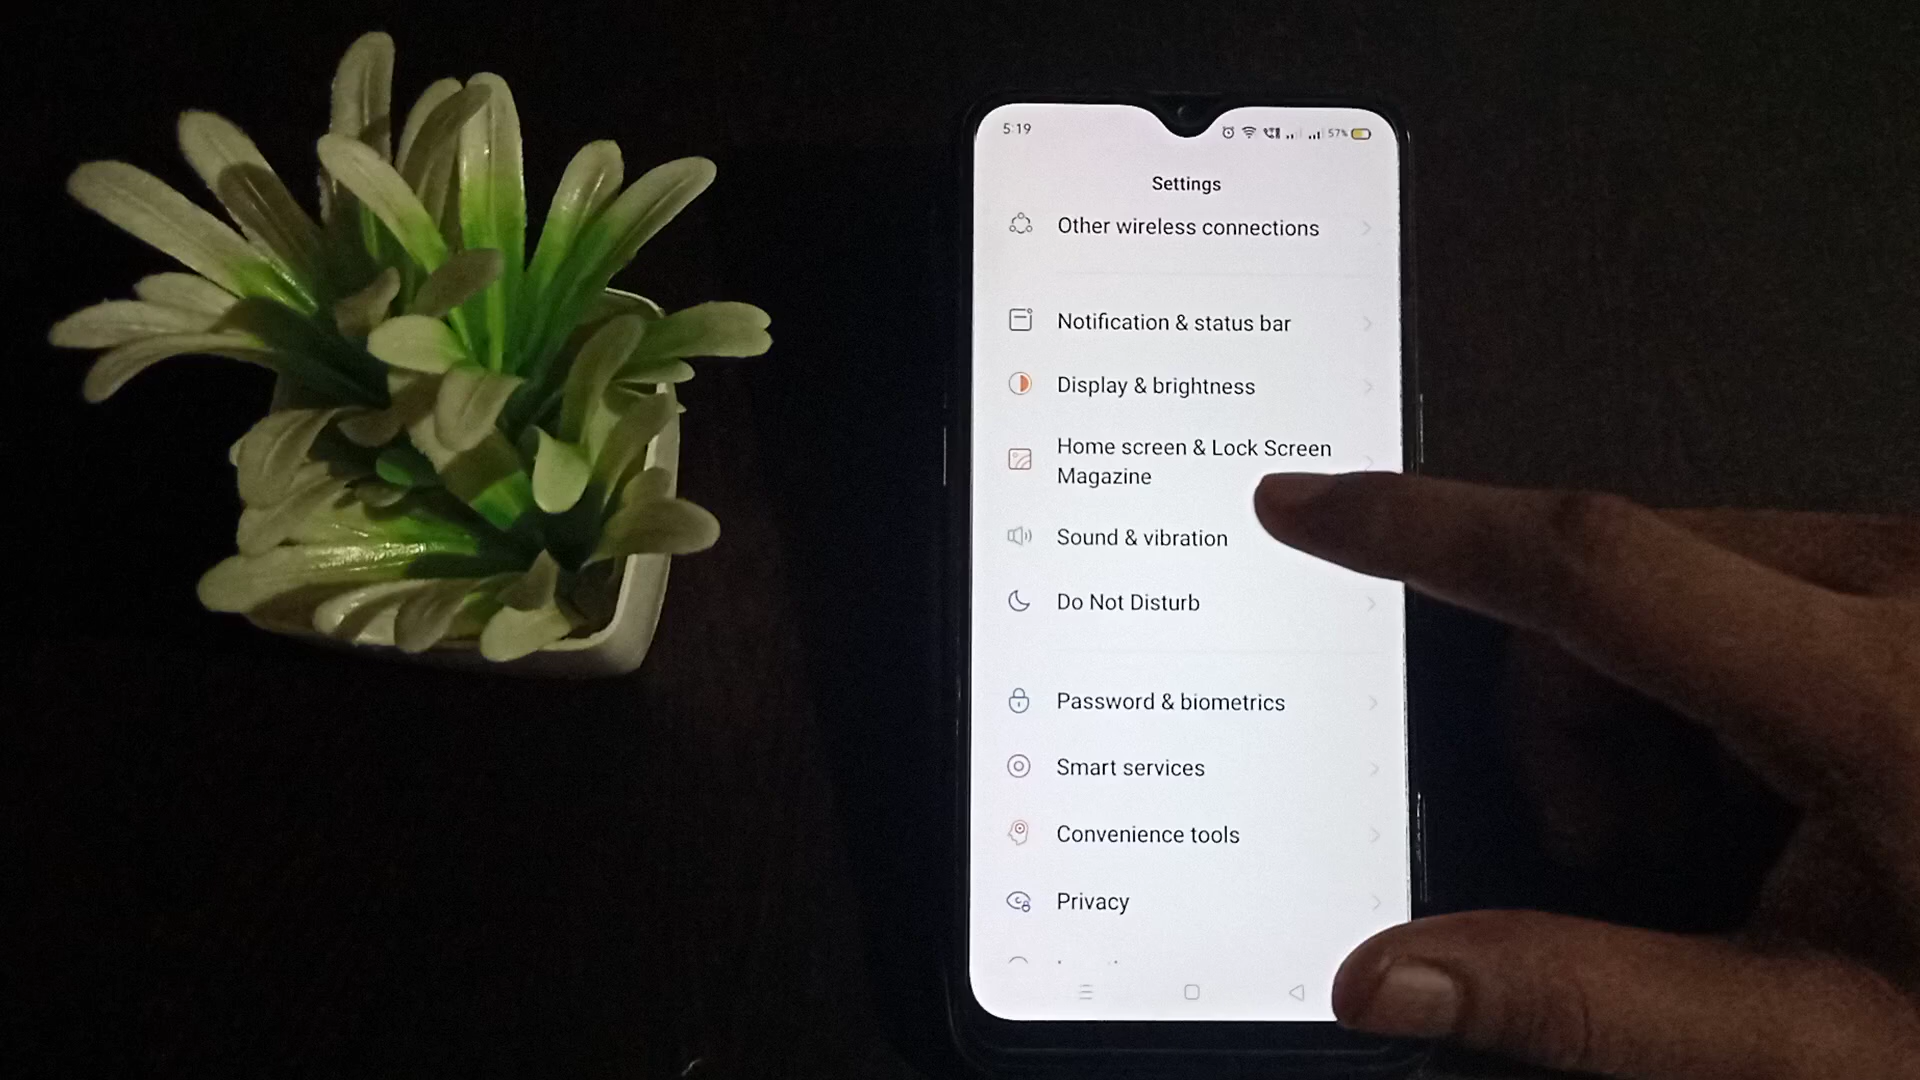 5:19
57%
Settings
Other wireless connections
Notification & status bar
Display & brightness
Home screen & Lock Screen
Magazine
Sound & vibration
Do Not Disturb
Password & biometrics
Smart services
Convenience tools
Privacy